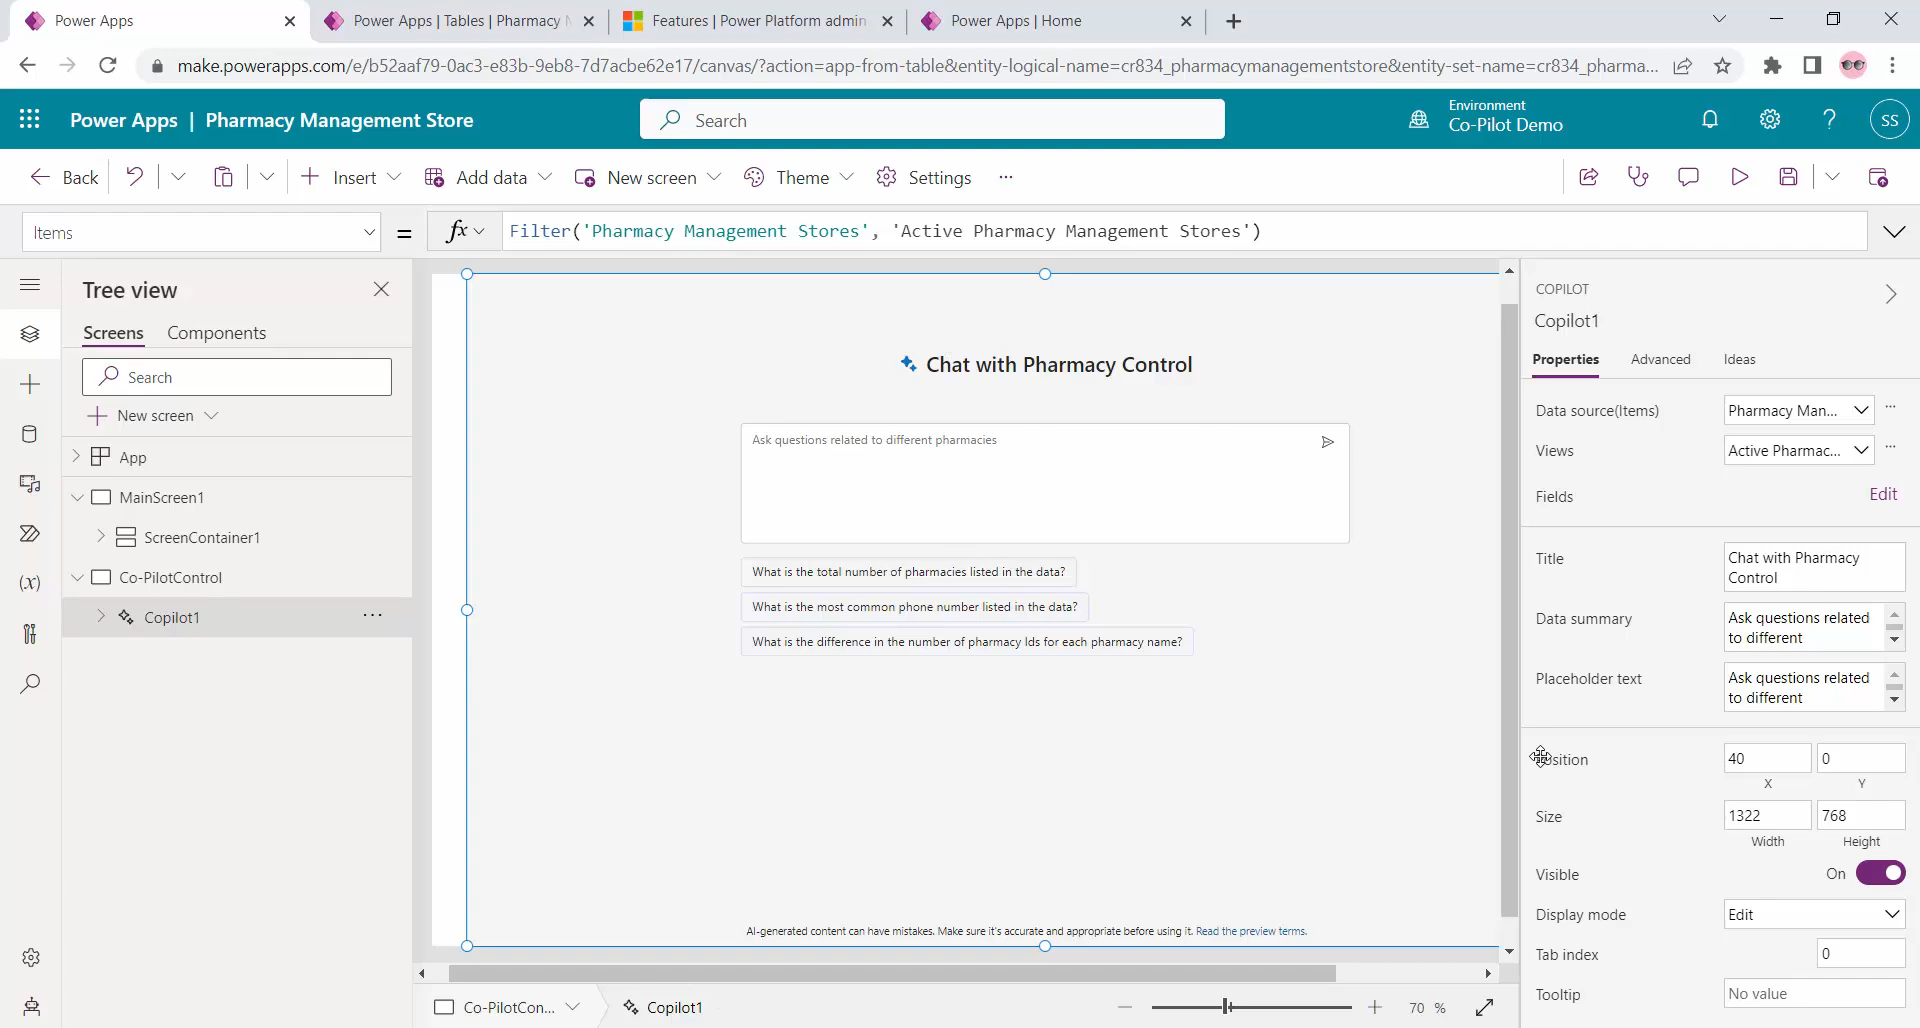 Power Apps
Power Apps | Tables | Pharmacy
Features | Power Platform admin
Power Apps | Home
make.powerapps.com/e/b52aaf79-0ac3-e83b-9eb8-7d7acbe62e17/canvas/?action=app-from-table&entity-logical-name=cr834_pharmacymanagementstore&entity-set-name=cr834_pharma...
Power Apps | Pharmacy Management Store
Search
Environment
Co-Pilot Demo
? SS
Back
Insert
Add data
New screen
Theme
Settings
...
Items
=
fx
Filter('Pharmacy Management Stores', 'Active Pharmacy Management Stores')
Tree view
Screens
Components
Search
New screen
App
MainScreen1
ScreenContainer1
Co-PilotControl
Copilot1
...
(x)
Chat with Pharmacy Control
Ask questions related to different pharmacies
What is the total number of pharmacies listed in the data?
What is the most common phone number listed in the data?
What is the difference in the number of pharmacy Ids for each pharmacy name?
AI-generated content can have mistakes. Make sure it's accurate and appropriate before using it. Read the preview terms.
Co-PilotCon...
Copilot1
70 %
COPILOT
Copilot1
Properties
Advanced
Ideas
Data source(Items)
Pharmacy Man...
...
Views
Active Pharmac...
...
Fields
Edit
Title
Chat with Pharmacy
Control
Data summary
Ask questions related
to different
Placeholder text
Ask questions related
to different
Position
40
0
X
Y
Size
1322
768
Width
Height
Visible
On
Display mode
Edit
Tab index
0
Tooltip
No value